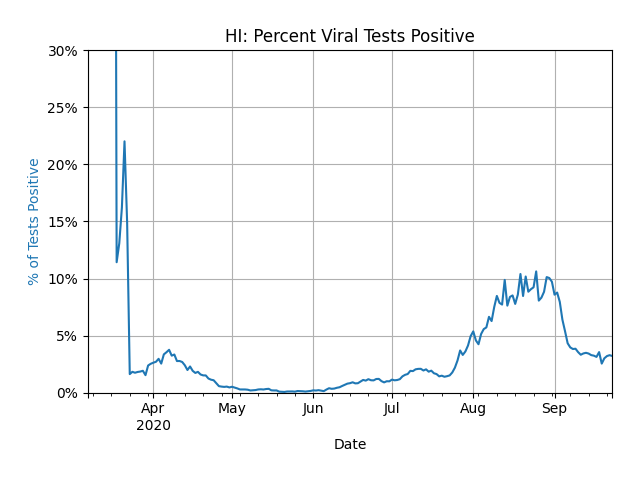 HI: Percent Viral Tests Positive
30%
25%
20%
15%
10%
5%
0%
% of Tests Positive
Apr May Jun Jul Aug Sep
2020
Date